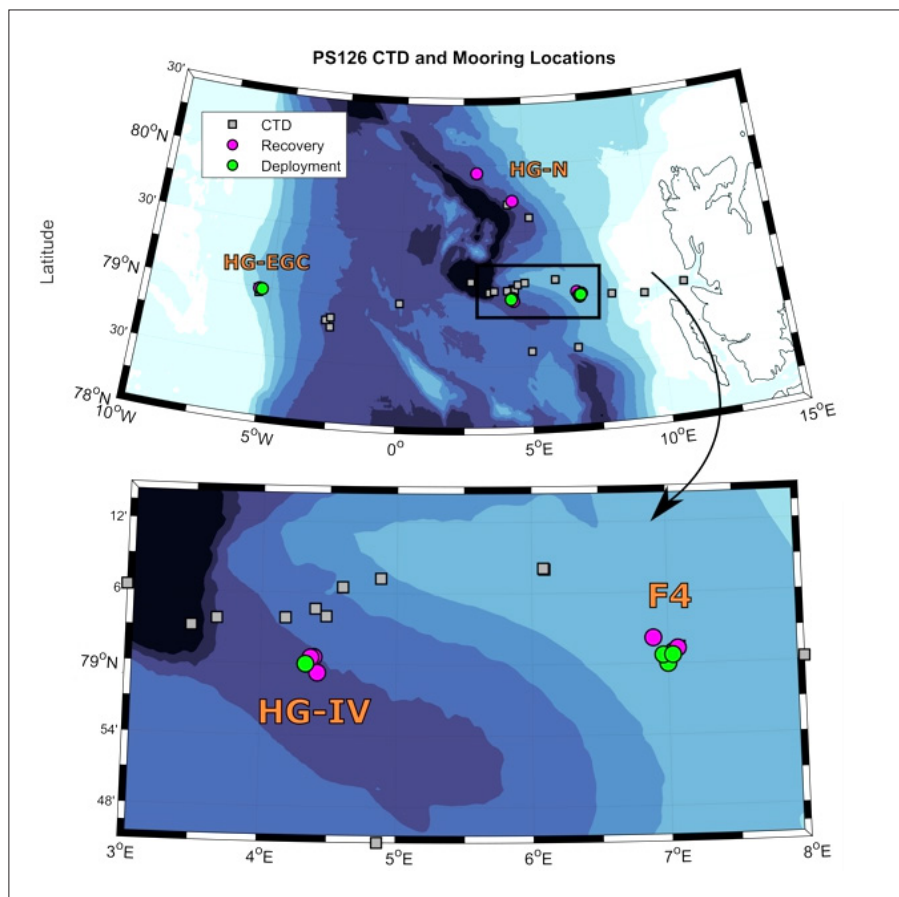 PS126 CTD and Mooring Locations
30'
80°N
30'
79°N
30'
78°N
Latitude
CTD
Recovery
Deployment
HG-N
HG-EGC
10°W
5°W
0°
5°E
10°E
15°E
12'
6'
79°N
54'
48'
F4
HG-IV
3°E
4°E
5°E
6°E
7°E
8°E